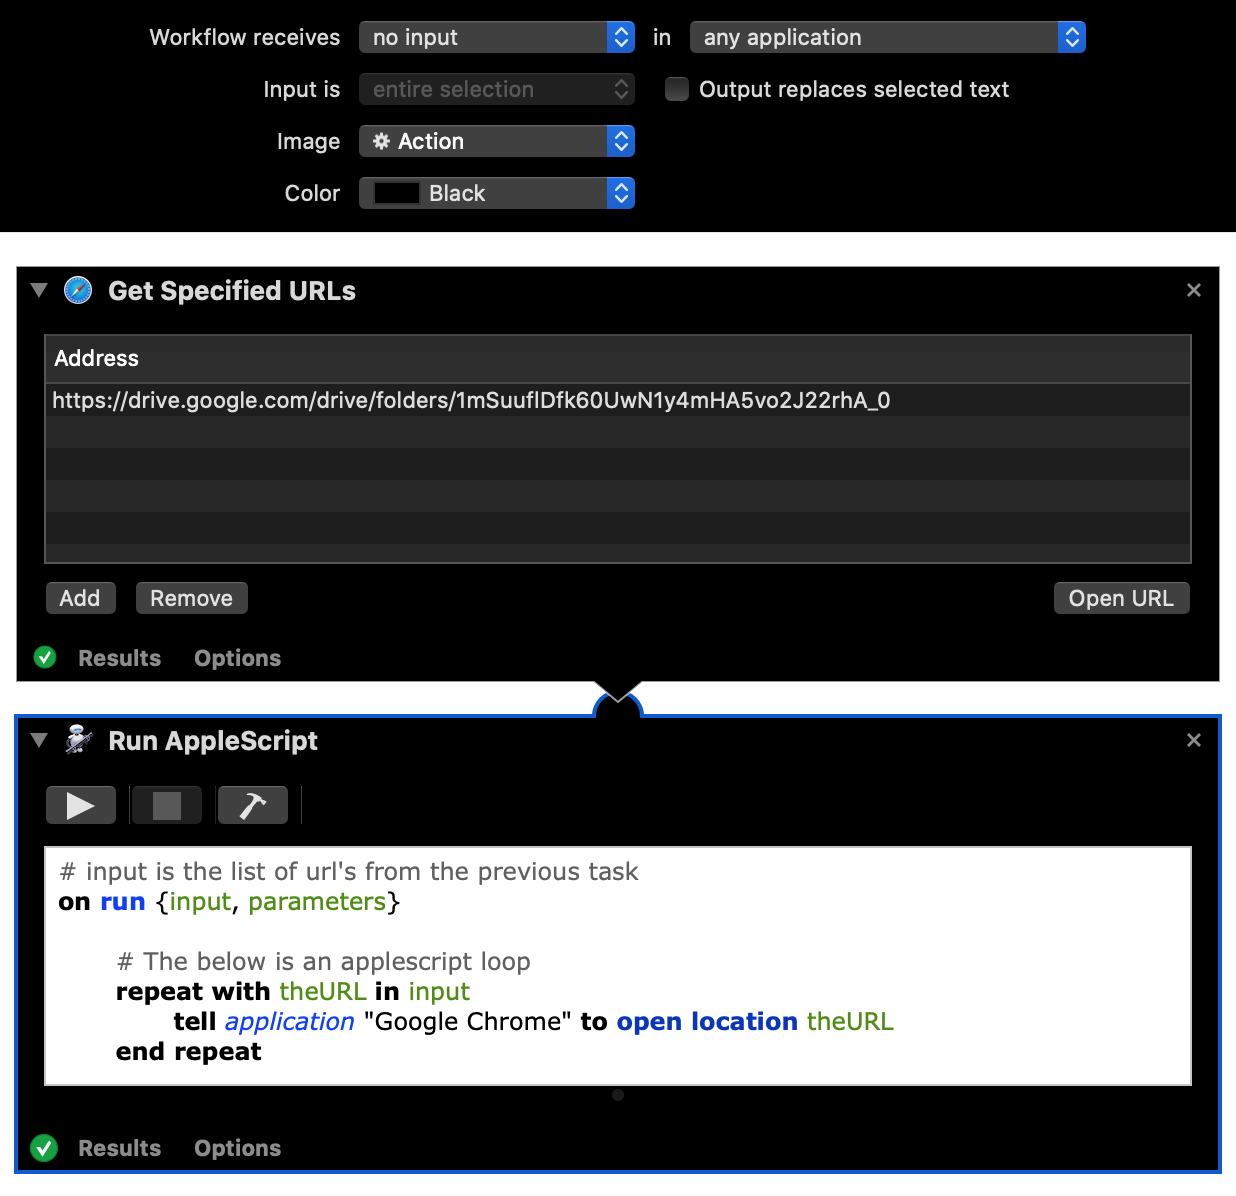 Workflow receives no input in any application
Input is entire selection Output replaces selected text
Image Action
Color Black
Get Specified URLs
Address
https://drive.google.com/drive/folders/1mSuuflDfk60UwN1y4mHA5vo2J22rhA_0
Add Remove Open URL
Results Options
Run AppleScript
# input is the list of url's from the previous task
on run {input, parameters}
# The below is an applescript loop
repeat with theURL in input
tell application "Google Chrome" to open location theURL
end repeat
Results Options